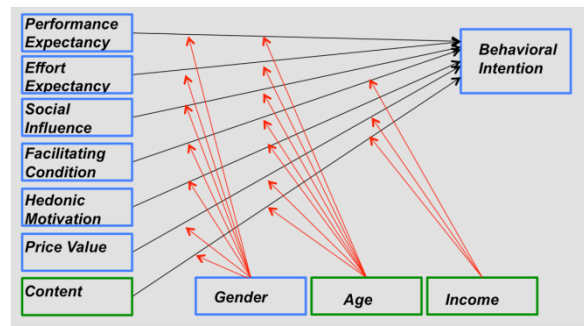 Performance
Expectancy
Effort
Expectancy
Social
Influence
Facilitating
Condition
Hedonic
Motivation
Price Value
Content
Behavioral
Intention
Gender
Age
Income